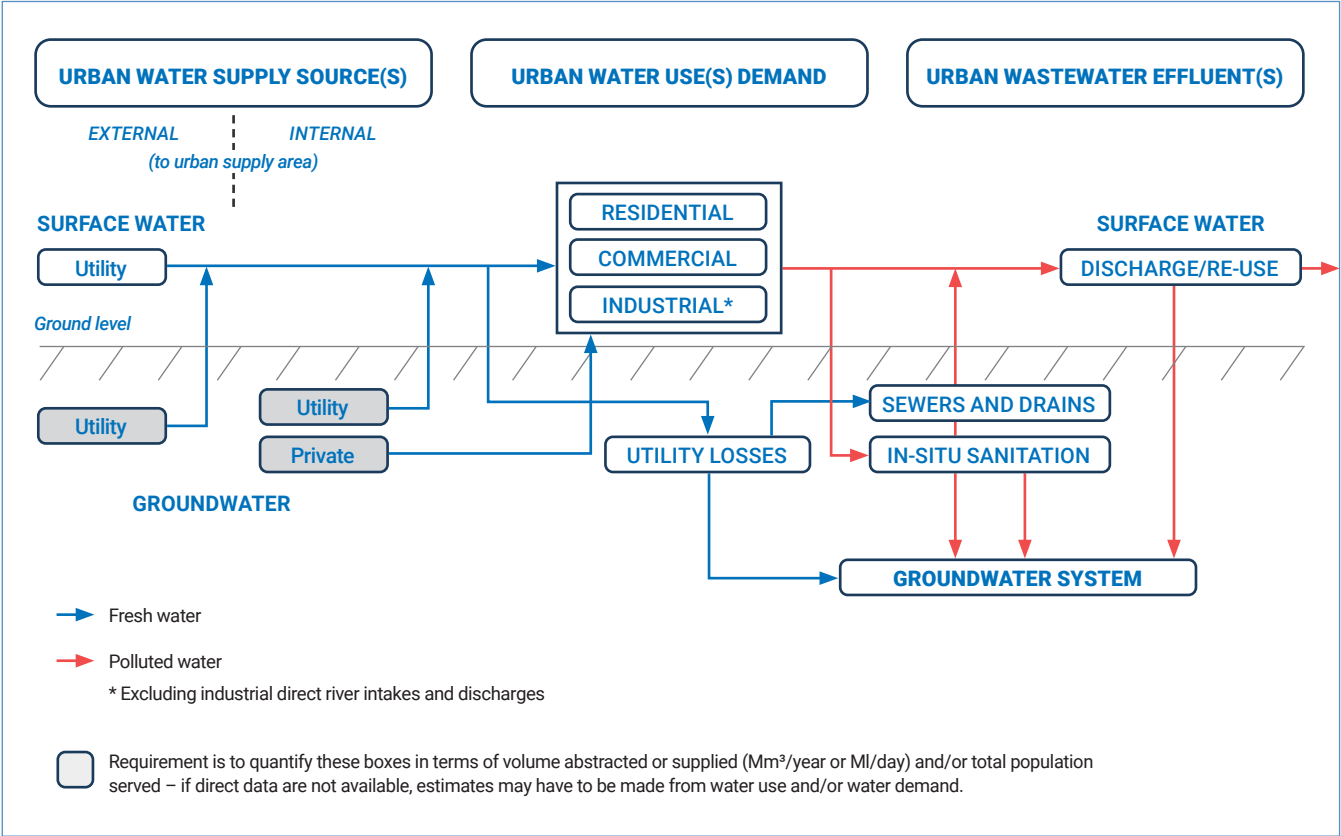 URBAN WATER SUPPLY SOURCE(S)
URBAN WATER USE(S) DEMAND
URBAN WASTEWATER EFFLUENT(S)
EXTERNAL
INTERNAL
(to urban supply area)
SURFACE WATER
Utility
RESIDENTIAL
COMMERCIAL
INDUSTRIAL*
SURFACE WATER
DISCHARGE/RE-USE
Ground level
Utility
Utility
Private
GROUNDWATER
UTILITY LOSSES
SEWERS AND DRAINS
IN-SITU SANITATION
GROUNDWATER SYSTEM
Fresh water
Polluted water
* Excluding industrial direct river intakes and discharges
Requirement is to quantify these boxes in terms of volume abstracted or supplied (Mm³/year or Ml/day) and/or total population
served – if direct data are not available, estimates may have to be made from water use and/or water demand.